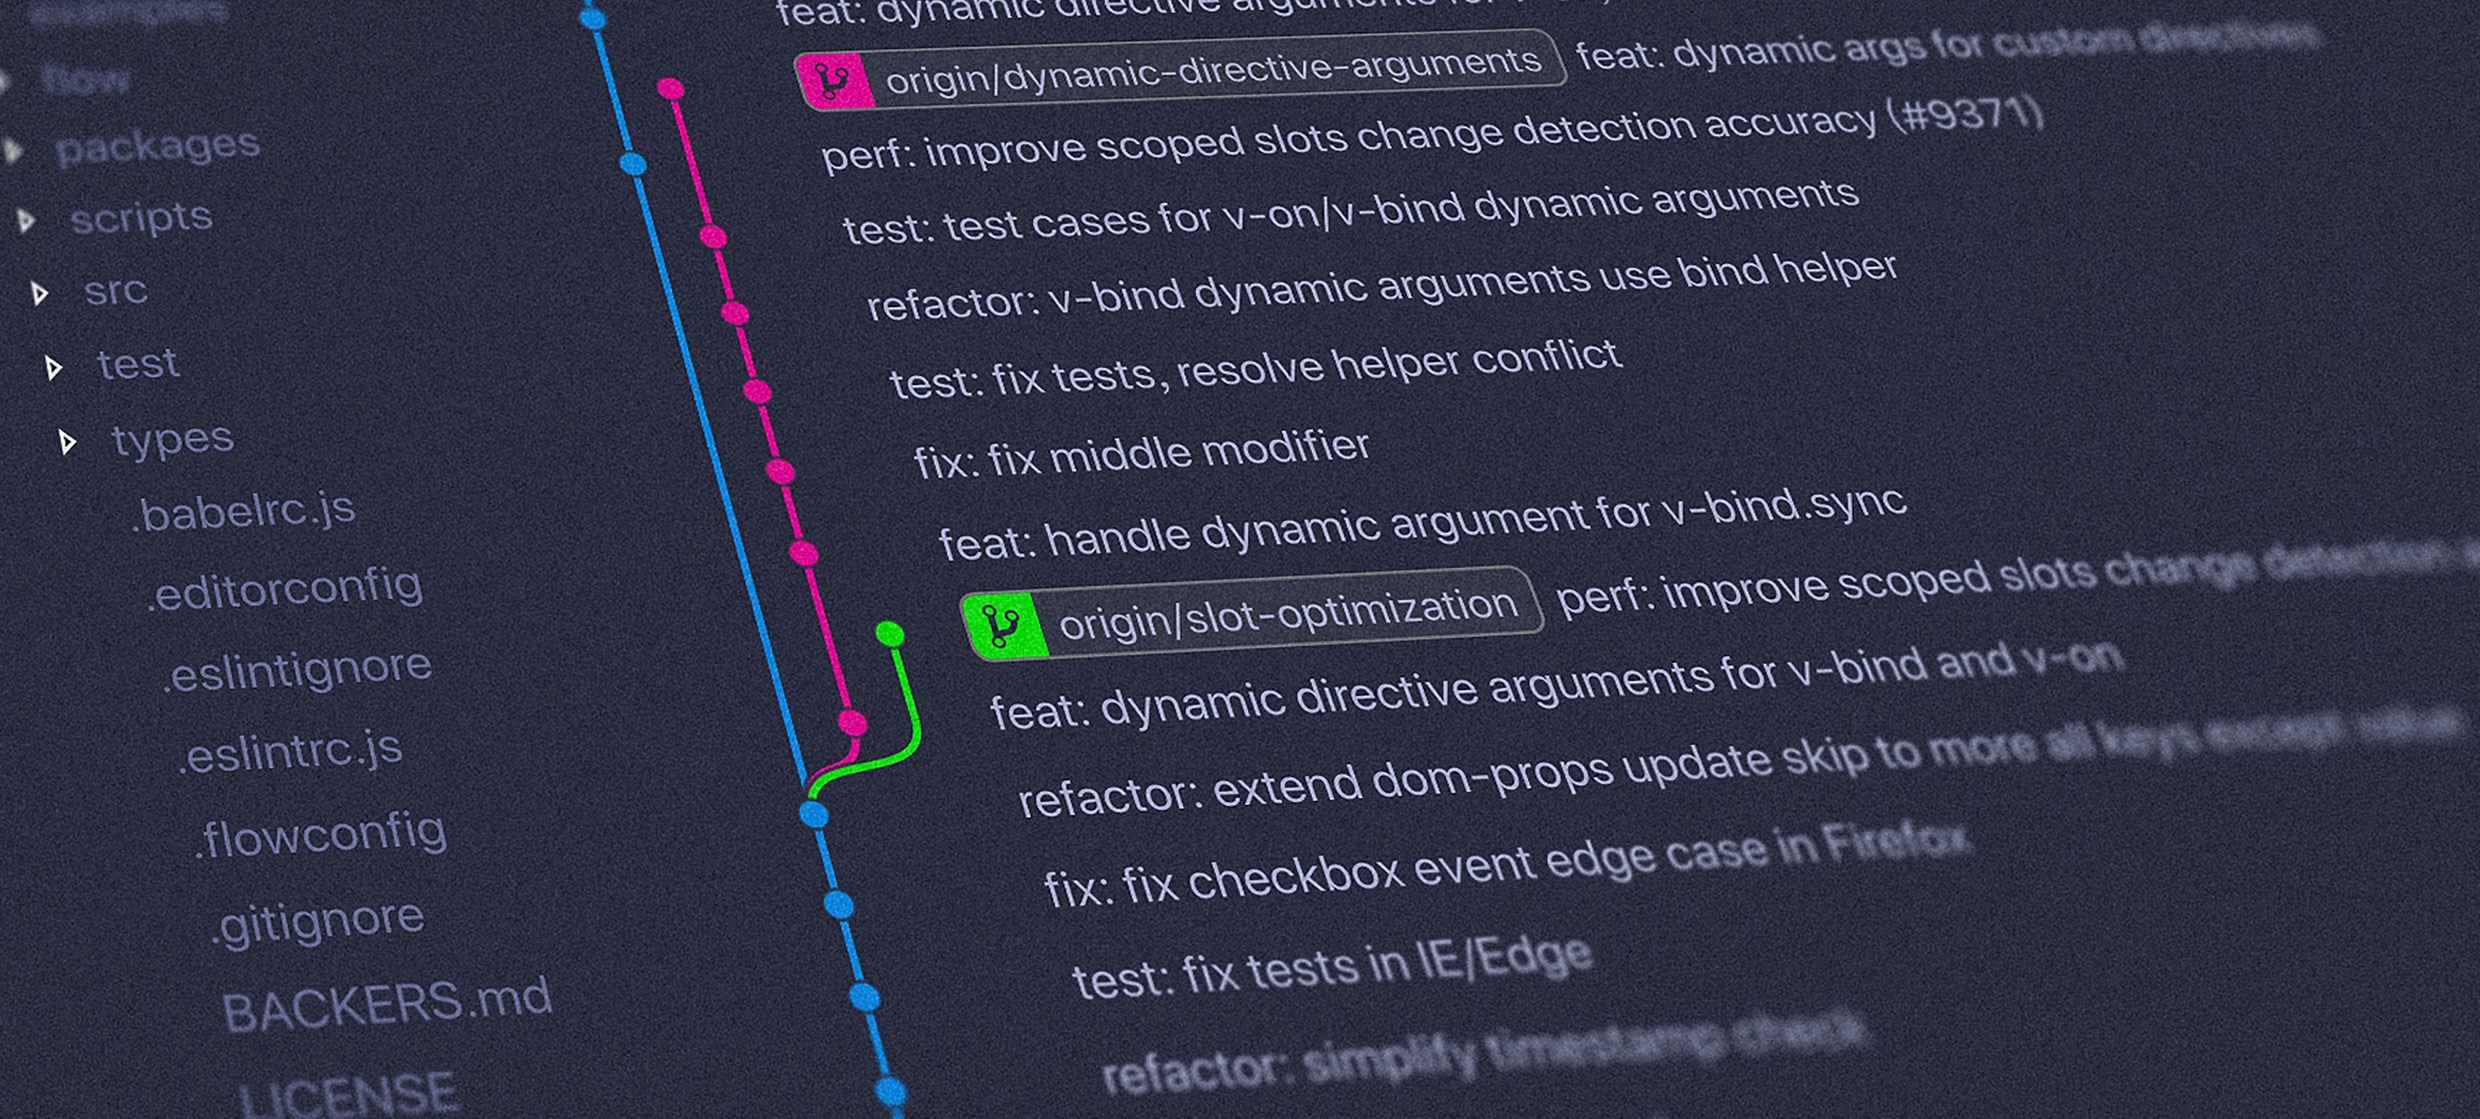 examples
flow
packages
scripts
src
test
types
.babelrc.js
.editorconfig
.eslintignore
.eslintrc.js
.flowconfig
.gitignore
BACKERS.md
LICENSE
feat: dynamic directive arguments for
origin/dynamic-directive-arguments feat: dynamic args for custom directives
perf: improve scoped slots change detection accuracy (#9371)
test: test cases for v-on/v-bind dynamic arguments
refactor: v-bind dynamic arguments use bind helper
test: fix tests, resolve helper conflict
fix: fix middle modifier
feat: handle dynamic argument for v-bind.sync
origin/slot-optimization perf: improve scoped slots change detection
feat: dynamic directive arguments for v-bind and v-on
refactor: extend dom-props update skip to more all keys except value
fix: fix checkbox event edge case in Firefox
test: fix tests in IE/Edge
refactor: simplify timestamp check